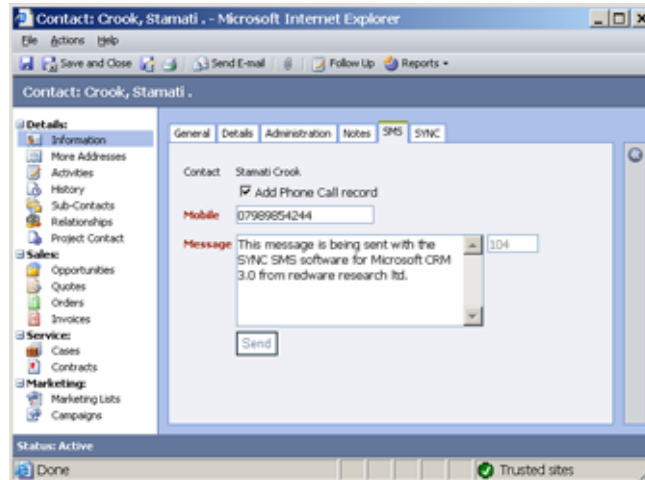 Contact: Crook, Stamati . - Microsoft Internet Explorer
File Actions Help
Save and Close Send E-mail Follow Up Reports
Contact: Crook, Stamati .
Details:
Information
More Addresses
Activities
History
Sub-Contacts
Relationships
Project Contact
Sales:
Opportunities
Quotes
Orders
Invoices
Service:
Cases
Contracts
Marketing:
Marketing Lists
Campaigns
General Details Administration Notes SMS SYNC
Contact Stamati Crook
Add Phone Call record
Mobile 07989854244
Message This message is being sent with the 104
SYNC SMS software for Microsoft CRM
3.0 from redware research ltd.
Send
Status: Active
Done Trusted sites